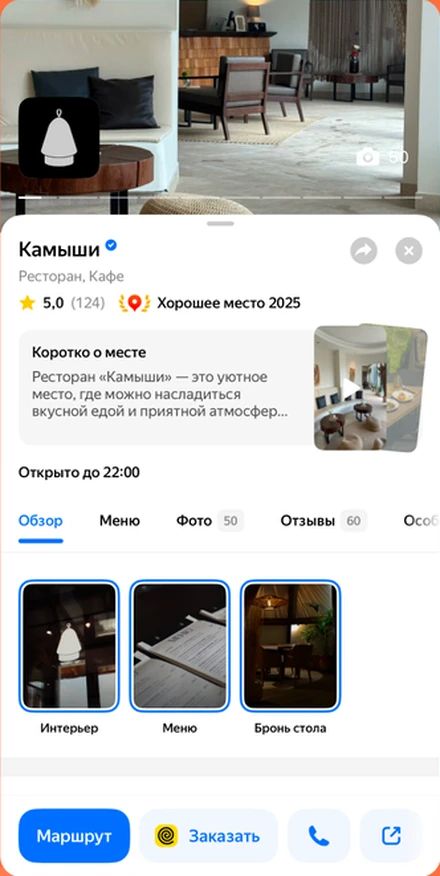 50
Камыши
Ресторан, Кафе
5,0 (124) Хорошее место 2025
Коротко о месте
Ресторан «Камыши» — это уютное
место, где можно насладиться
вкусной едой и приятной атмосфер...
Открыто до 22:00
Обзор Меню Фото 50 Отзывы 60 Особ
МЕНЮ
Интерьер Меню Бронь стола
Маршрут Заказать